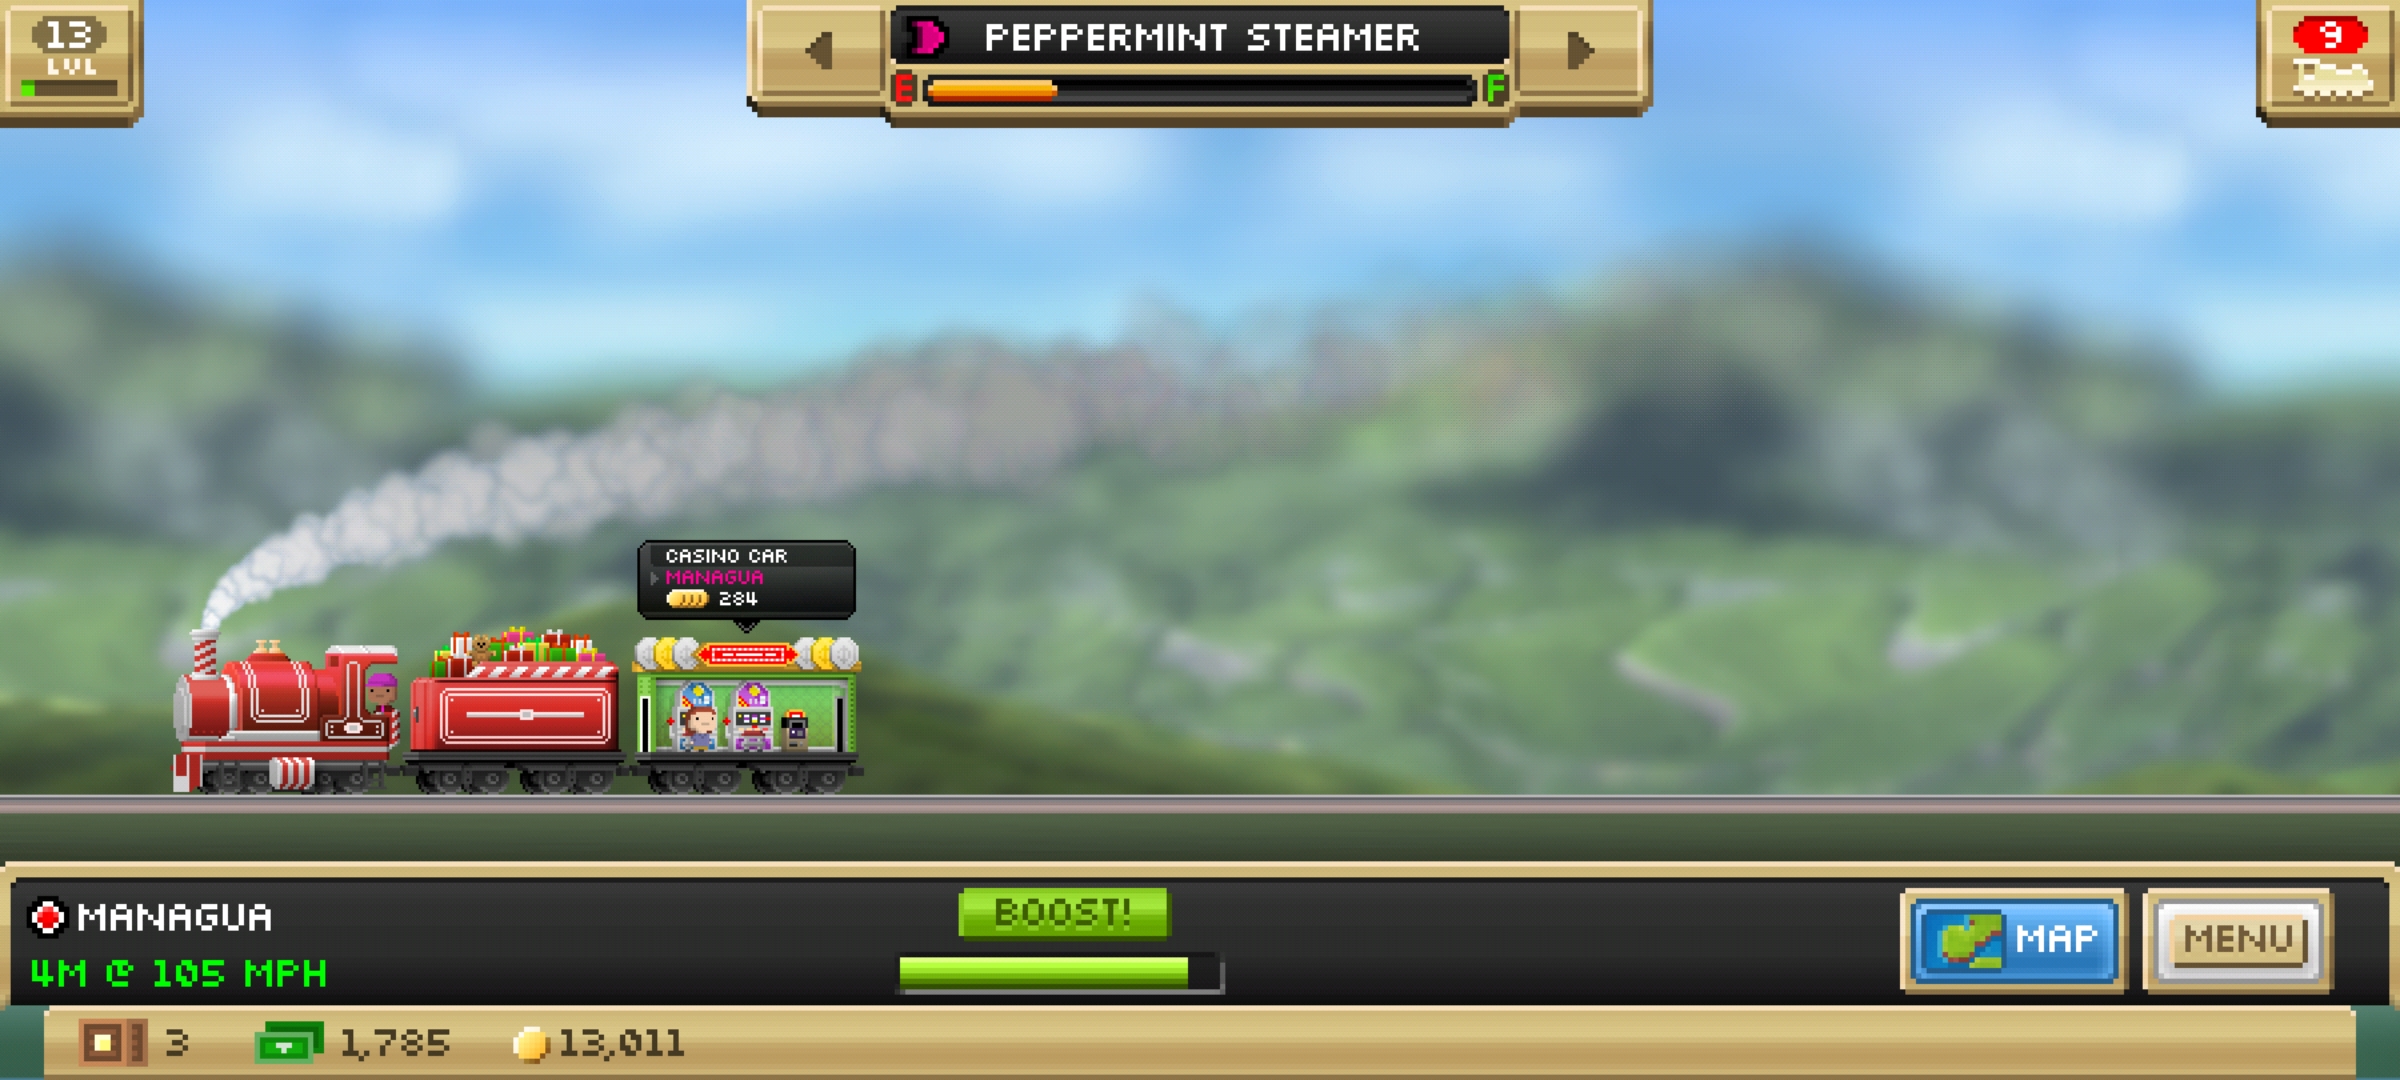 13
LVL
PEPPERMINT STEAMER
E
F
9
CASINO CAR
MANAGUA
284
MANAGUA
4M @ 105 MPH
BOOST!
MAP
MENU
3
1,785
13,011